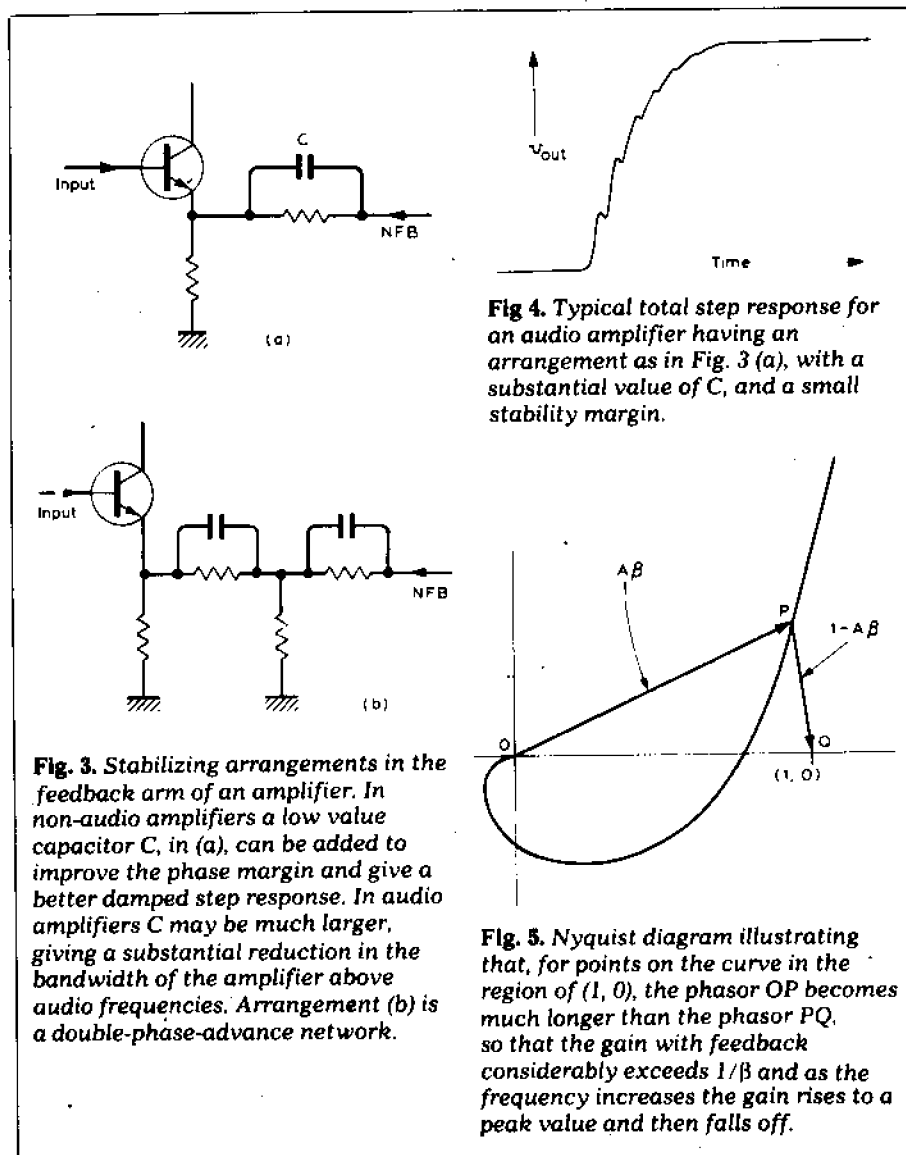 C
Input
NFB
(a)
Input
NFB
(b)
Fig. 3. Stabilizing arrangements in the
feedback arm of an amplifier. In
non-audio amplifiers a low value
capacitor C, in (a), can be added to
improve the phase margin and give a
better damped step response. In audio
amplifiers C may be much larger,
giving a substantial reduction in the
bandwidth of the amplifier above
audio frequencies. Arrangement (b) is
a double-phase-advance network.
vout
Time
Fig 4. Typical total step response for
an audio amplifier having an
arrangement as in Fig. 3 (a), with a
substantial value of C, and a small
stability margin.
Aβ
P
1-Aβ
O
Q
(1, 0)
Fig. 5. Nyquist diagram illustrating
that, for points on the curve in the
region of (1, 0), the phasor OP becomes
much longer than the phasor PQ,
so that the gain with feedback
considerably exceeds 1/β and as the
frequency increases the gain rises to a
peak value and then falls off.